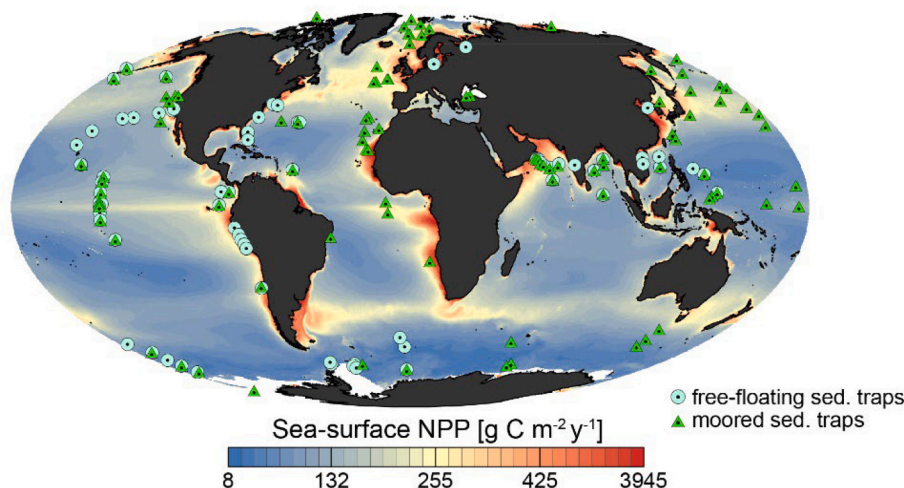 free-floating sed. traps
moored sed. traps
Sea-surface NPP [g C m⁻² y⁻¹]
8 132 255 425 3945